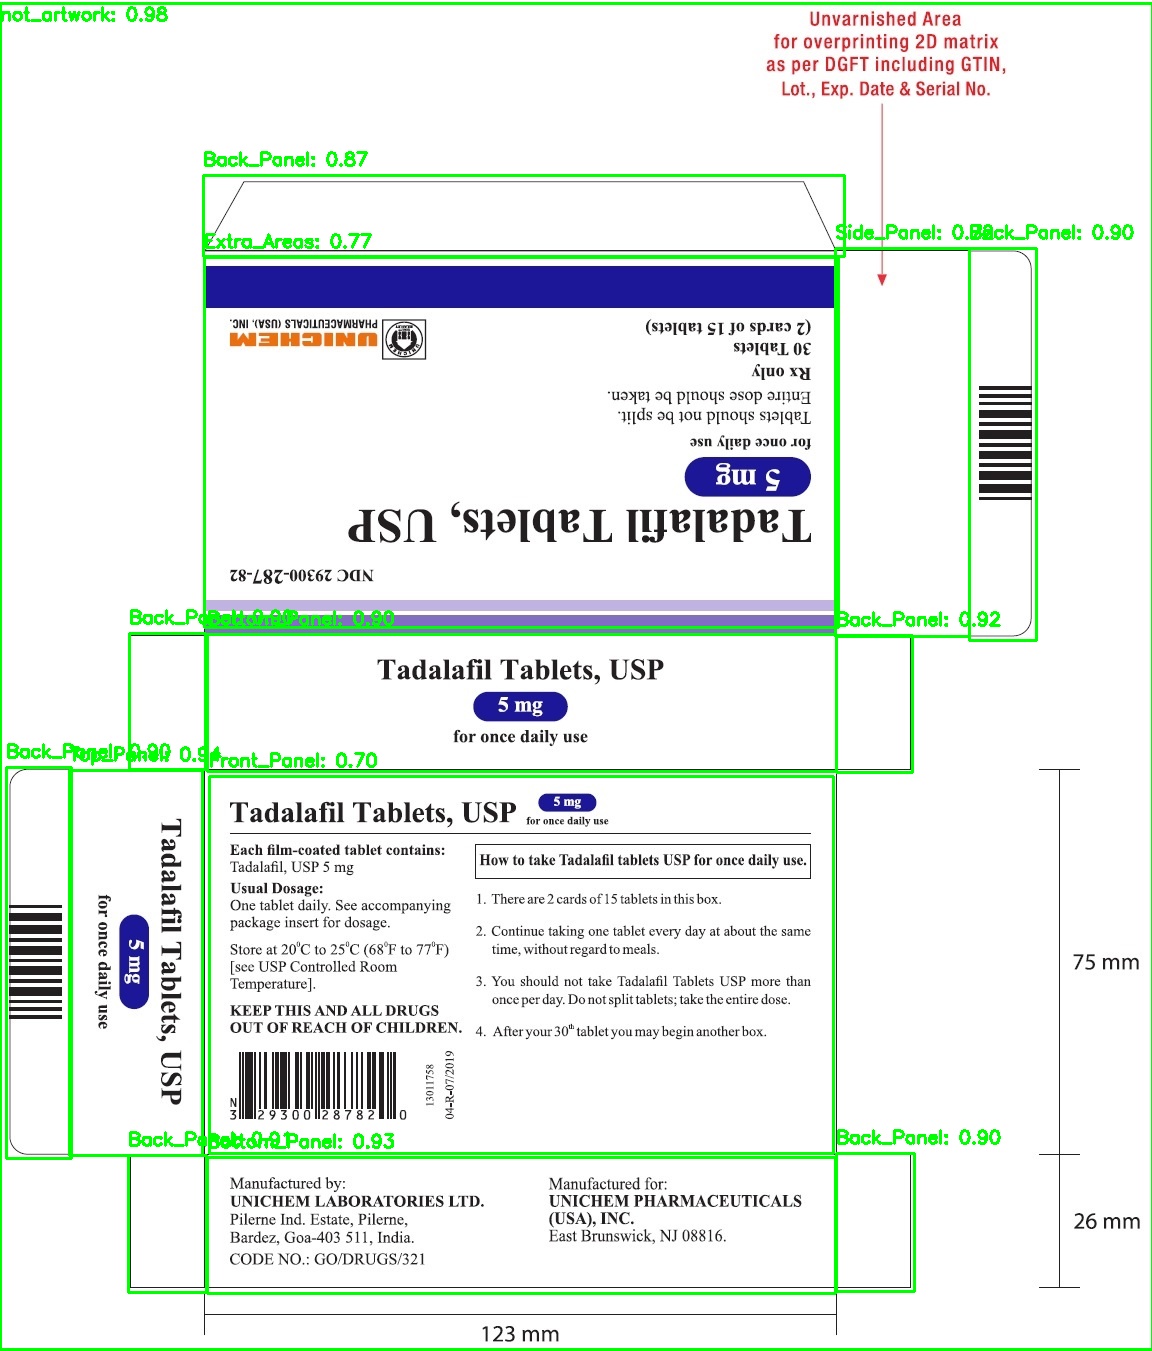 not_artwork: 0.98
Unvarnished Area
for overprinting 2D matrix
as per DGFT including GTIN,
Lot., Exp. Date & Serial No.
Back_Panel: 0.87
Extra_Areas: 0.77
Back_Panel: 0.90
UNICHEM
PHARMACEUTICALS (USA), INC.
NDC 29300-287-82
Tadalafil Tablets, USP
5 mg
for once daily use
Tablets should not be split.
Entire dose should be taken.
Rx only
30 Tablets
(2 cards of 15 tablets)
Back_Panel: 0.92
Tadalafil Tablets, USP
5 mg
for once daily use
Back_Panel: 0.90
Front_Panel: 0.70
Tadalafil Tablets, USP
5 mg
for once daily use
Tadalafil Tablets, USP
5 mg
for once daily use
Each film-coated tablet contains:
Tadalafil, USP 5 mg
Usual Dosage:
One tablet daily. See accompanying
package insert for dosage.
Store at 20°C to 25°C (68°F to 77°F)
[see USP Controlled Room
Temperature].
KEEP THIS AND ALL DRUGS
OUT OF REACH OF CHILDREN.
N
3 29300 28782 0
13011758
04-R-07/2019
How to take Tadalafil tablets USP for once daily use.
1. There are 2 cards of 15 tablets in this box.
2. Continue taking one tablet every day at about the same
time, without regard to meals.
3. You should not take Tadalafil Tablets USP more than
once per day. Do not split tablets; take the entire dose.
4. After your 30th tablet you may begin another box.
75 mm
Bottom_Panel: 0.93
Back_Panel: 0.90
Manufactured by:
UNICHEM LABORATORIES LTD.
Pilerne Ind. Estate, Pilerne,
Bardez, Goa-403 511, India.
CODE NO.: GO/DRUGS/321
Manufactured for:
UNICHEM PHARMACEUTICALS
(USA), INC.
East Brunswick, NJ 08816.
26 mm
123 mm